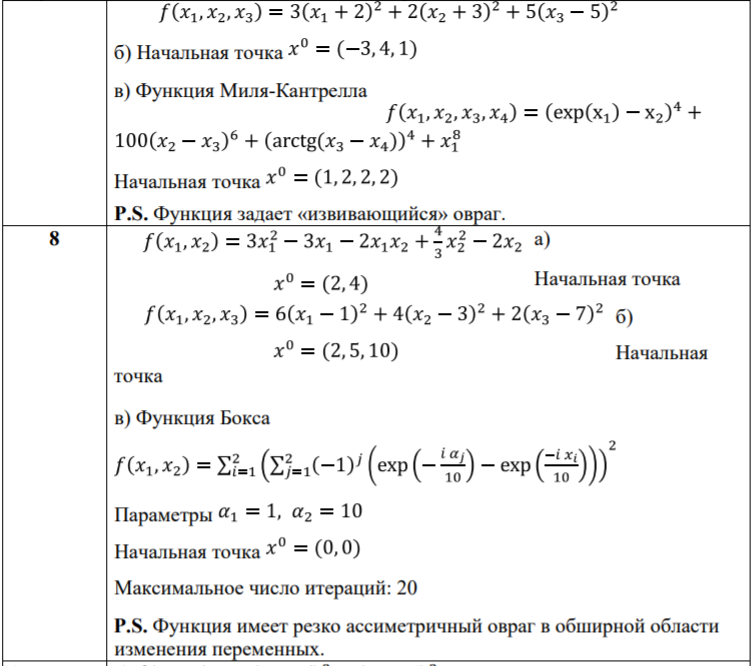 f(x₁, x₂, x₃) = 3(x₁ + 2)² + 2(x₂ + 3)² + 5(x₃ − 5)²
б) Начальная точка x⁰ = (−3, 4, 1)
в) Функция Миля-Кантрелла
f(x₁, x₂, x₃, x₄) = (exp(x₁) − x₂)⁴ +
100(x₂ − x₃)⁶ + (arctg(x₃ − x₄))⁴ + x₁⁸
Начальная точка x⁰ = (1, 2, 2, 2)
P.S. Функция задает «извивающийся» овраг.
8
f(x₁, x₂) = 3x₁² − 3x₁ − 2x₁x₂ + 4/3 x₂² − 2x₂ а)
x⁰ = (2, 4) Начальная точка
f(x₁, x₂, x₃) = 6(x₁ − 1)² + 4(x₂ − 3)² + 2(x₃ − 7)² б)
x⁰ = (2, 5, 10) Начальная
точка
в) Функция Бокса
f(x₁, x₂) = ∑²ᵢ₌₁ (∑²ⱼ₌₁(−1)ʲ (exp (− i αⱼ/10) − exp (−i xᵢ/10)))²
Параметры α₁ = 1, α₂ = 10
Начальная точка x⁰ = (0, 0)
Максимальное число итераций: 20
P.S. Функция имеет резко ассиметричный овраг в обширной области
изменения переменных.